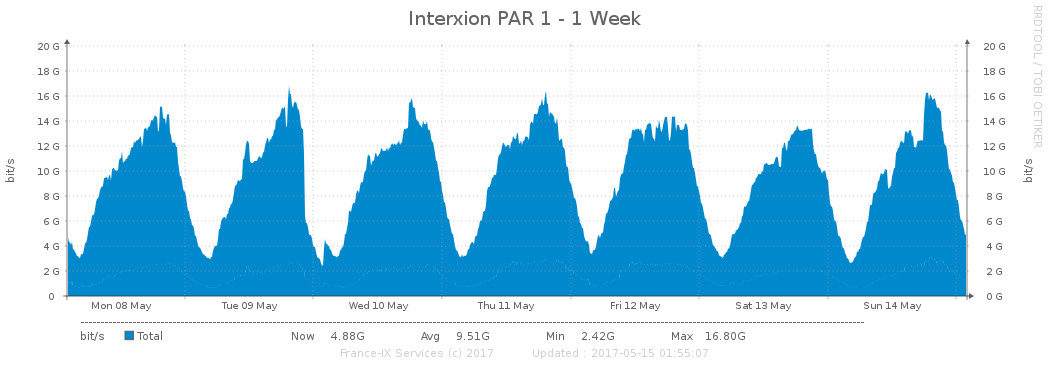 Interxion PAR 1 - 1 Week
RRDTOOL / TOBI OETIKER
20 G 20 G
18 G 18 G
16 G 16 G
14 G 14 G
12 G 12 G
10 G 10 G
8 G 8 G
6 G 6 G
4 G 4 G
2 G 2 G
0 0 G
bit/s
bit/s
Mon 08 May Tue 09 May Wed 10 May Thu 11 May Fri 12 May Sat 13 May Sun 14 May
bit/s Total Now 4.88G Avg 9.51G Min 2.42G Max 16.80G
France-IX Services (c) 2017 Updated : 2017-05-15 01:55:07